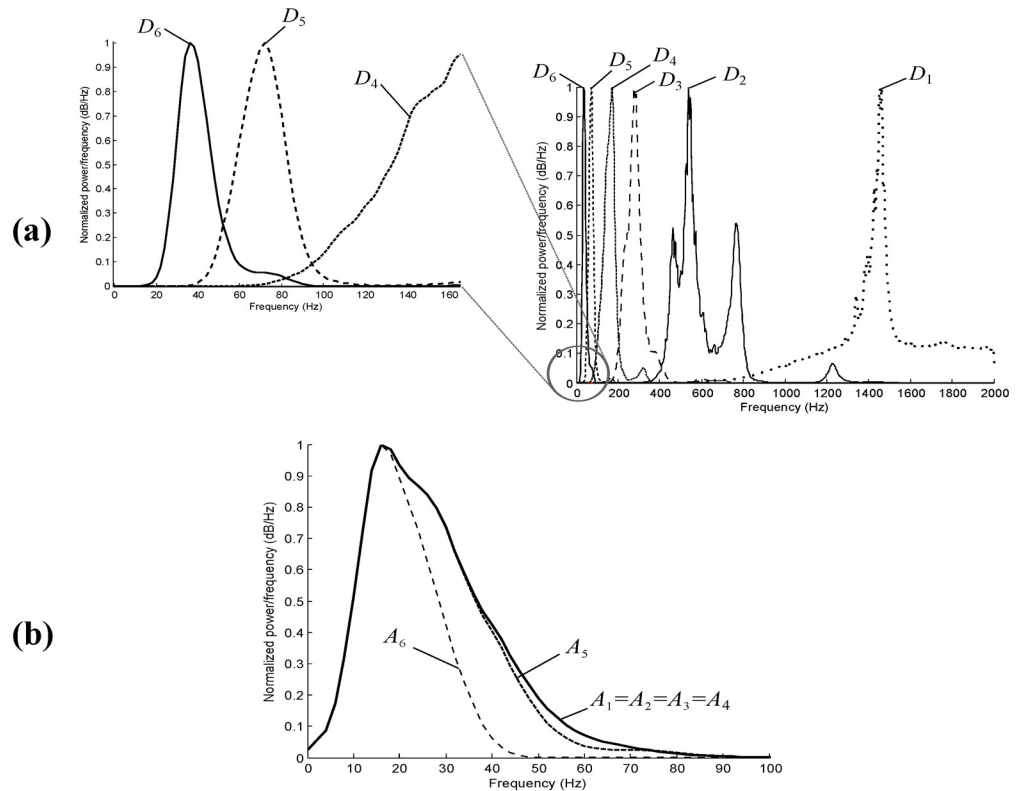 (a)
D6
D5
D4
Normalized power/frequency (dB/Hz)
1
0.9
0.8
0.7
0.6
0.5
0.4
0.3
0.2
0.1
0
0 20 40 60 80 100 120 140 160
Frequency (Hz)
D6
D5
D4
D3
D2
D1
Normalized power/frequency (dB/Hz)
1
0.9
0.8
0.7
0.6
0.5
0.4
0.3
0.2
0.1
0
0 200 400 600 800 1000 1200 1400 1600 1800 2000
Frequency (Hz)
(b)
Normalized power/frequency (dB/Hz)
1
0.9
0.8
0.7
0.6
0.5
0.4
0.3
0.2
0.1
0
A6
A5
A1=A2=A3=A4
0 10 20 30 40 50 60 70 80 90 100
Frequency (Hz)